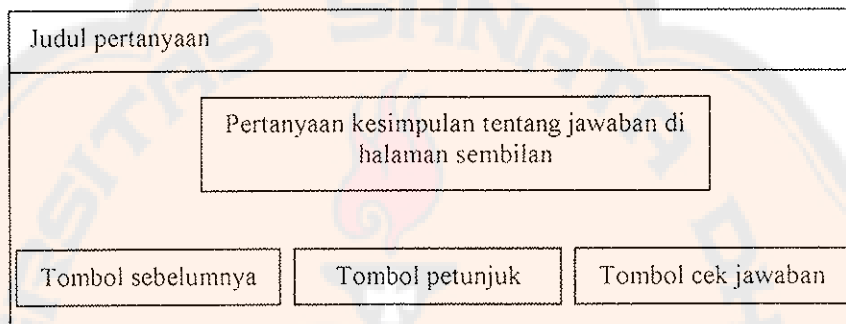 Judul pertanyaan
Pertanyaan kesimpulan tentang jawaban di
halaman sembilan
Tombol sebelumnya
Tombol petunjuk
Tombol cek jawaban